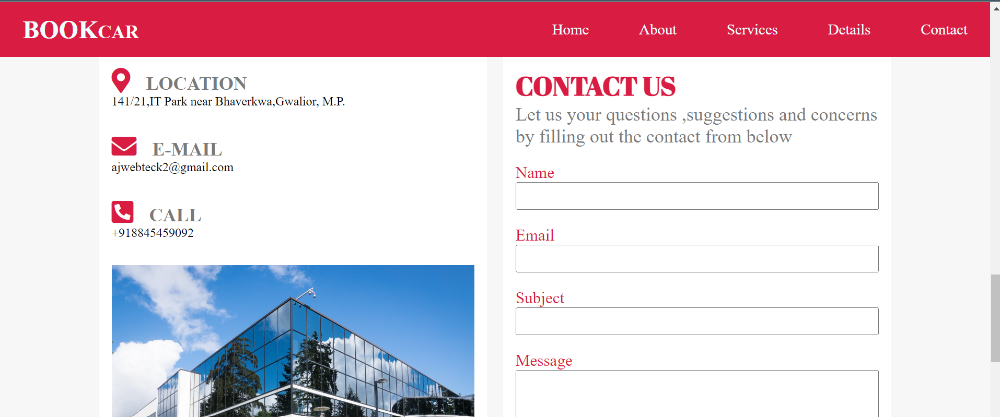 BOOKCAR
Home About Services Details Contact
LOCATION
141/21,IT Park near Bhaverkwa,Gwalior, M.P.
E-MAIL
ajwebteck2@gmail.com
CALL
+918845459092
CONTACT US
Let us your questions ,suggestions and concerns
by filling out the contact from below
Name
Email
Subject
Message